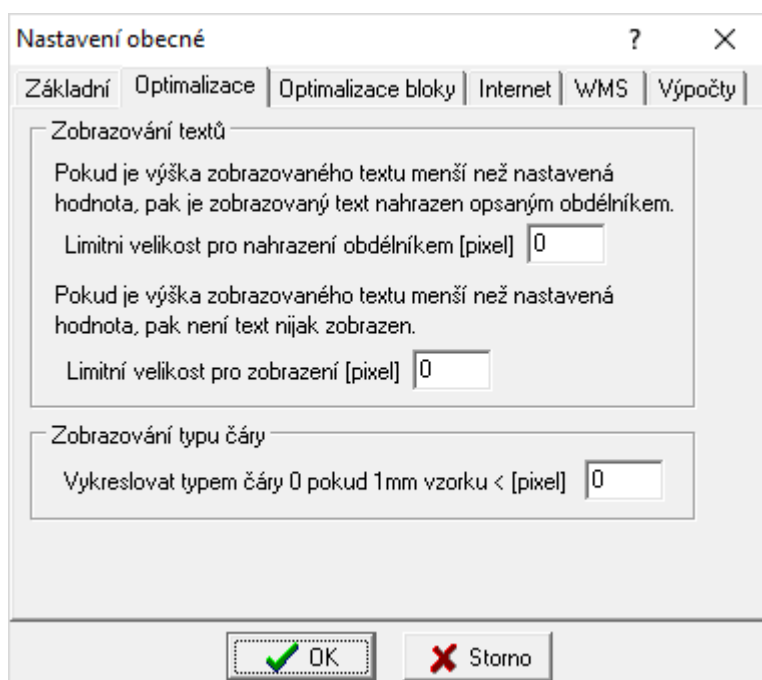 Nastavení obecné ?
Základní Optimalizace Optimalizace bloky Internet WMS Výpočty
Zobrazování textů
Pokud je výška zobrazovaného textu menší než nastavená
hodnota, pak je zobrazovaný text nahrazen opsaným obdélníkem.
Limitni velikost pro nahrazení obdélníkem [pixel] 0
Pokud je výška zobrazovaného textu menší než nastavená
hodnota, pak není text nijak zobrazen.
Limitní velikost pro zobrazení [pixel] 0
Zobrazování typu čáry
Vykreslovat typem čáry 0 pokud 1mm vzorku < [pixel] 0
OK Storno